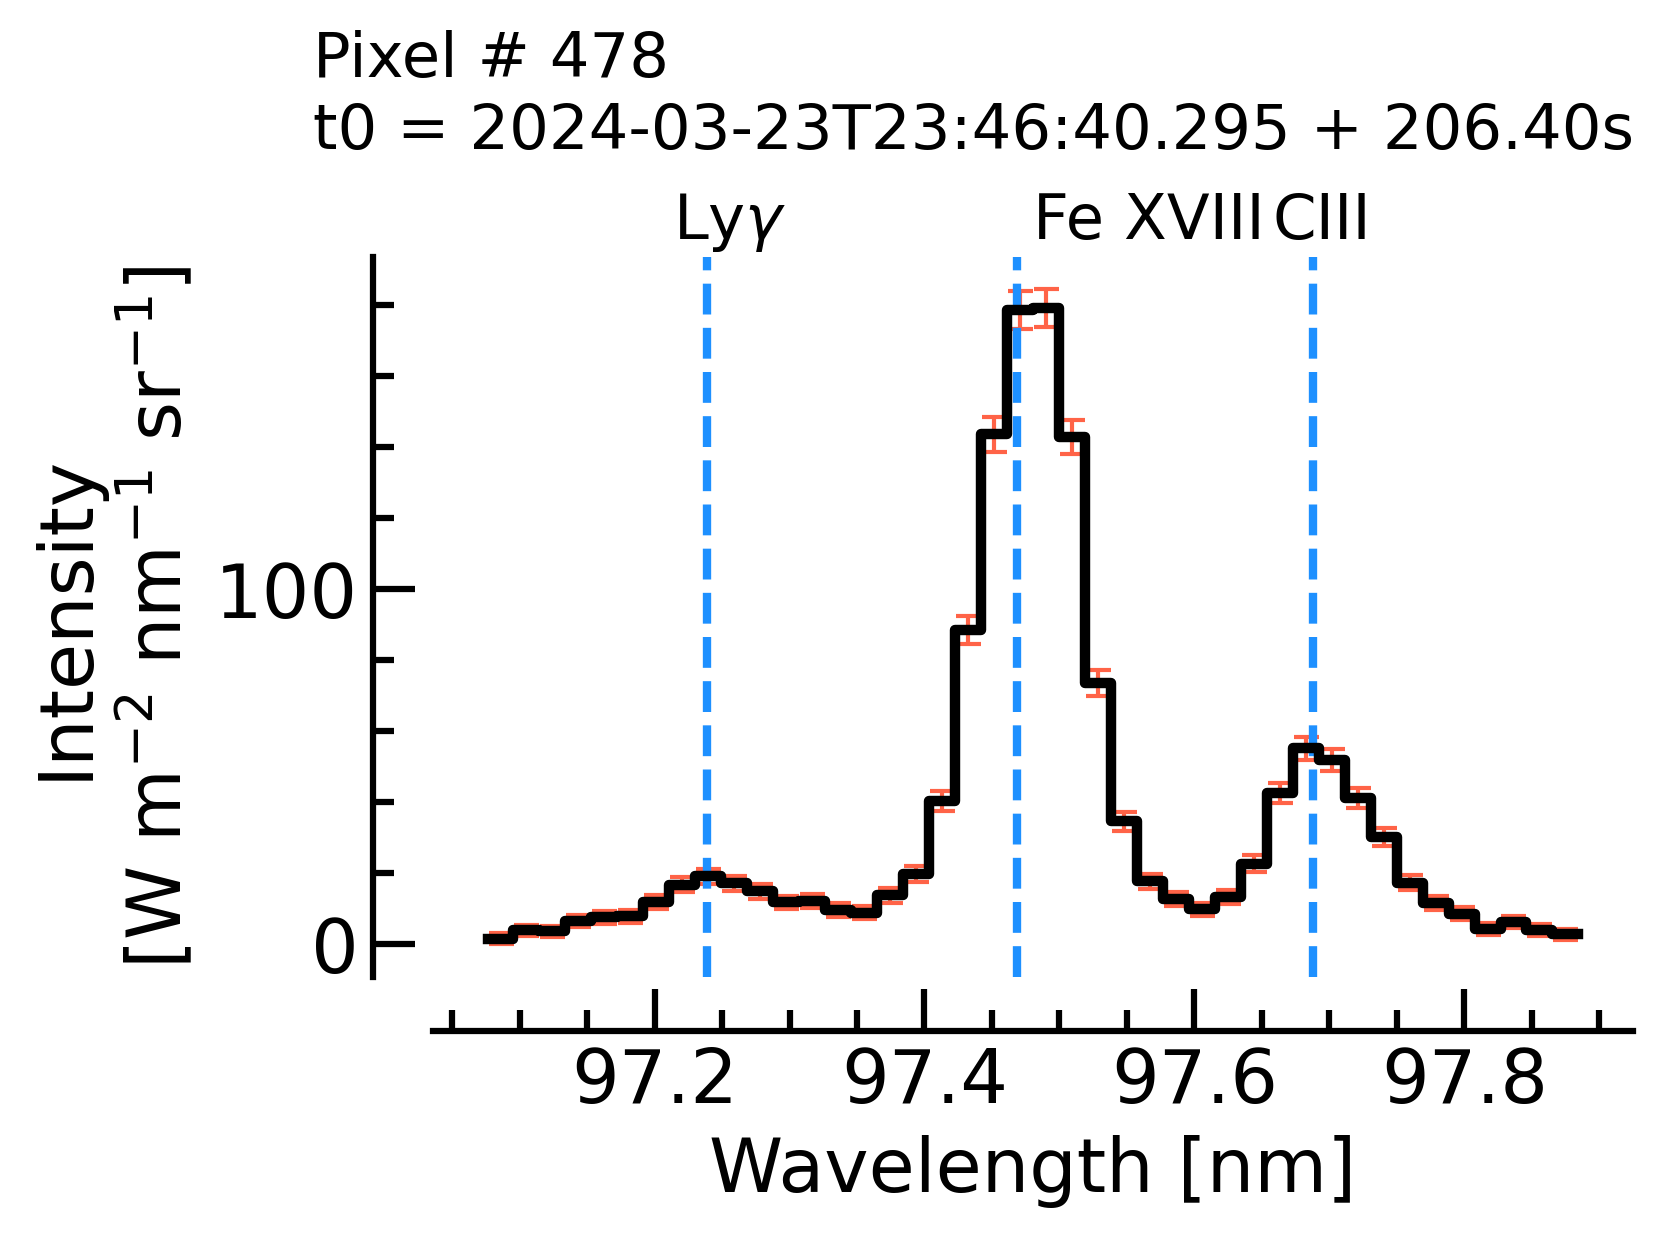 Pixel # 478
t0 = 2024-03-23T23:46:40.295 + 206.40s
Lyγ Fe XVIII CIII
Intensity
[W m⁻² nm⁻¹ sr⁻¹]
100
0
97.2 97.4 97.6 97.8
Wavelength [nm]